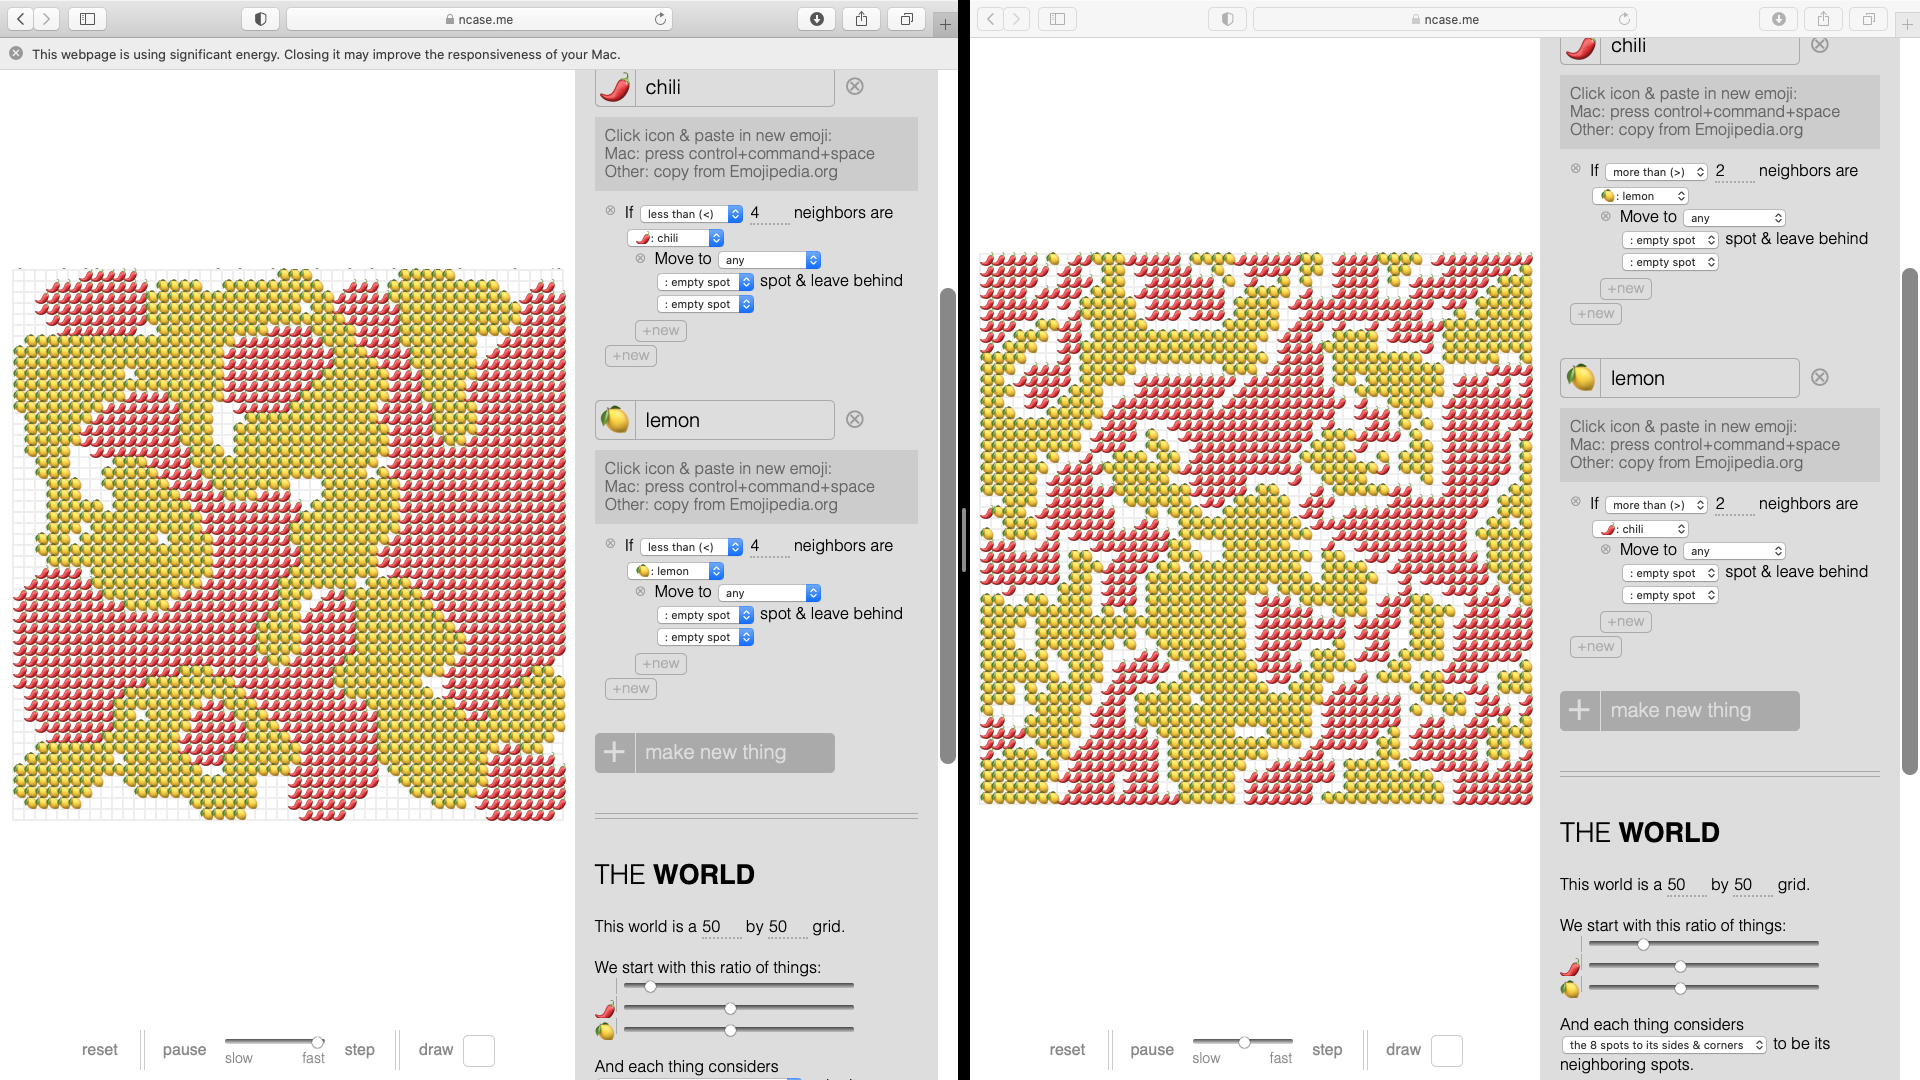 ncase.me
This webpage is using significant energy. Closing it may improve the responsiveness of your Mac.
chili
Click icon & paste in new emoji:
Mac: press control+command+space
Other: copy from Emojipedia.org
If less than (<) 4 neighbors are
: chili
Move to any
: empty spot spot & leave behind
: empty spot
+new
+new
lemon
Click icon & paste in new emoji:
Mac: press control+command+space
Other: copy from Emojipedia.org
If less than (<) 4 neighbors are
: lemon
Move to any
: empty spot spot & leave behind
: empty spot
+new
+new
make new thing
THE WORLD
This world is a 50 by 50 grid.
We start with this ratio of things:
And each thing considers
reset pause slow fast step draw
ncase.me
chili
Click icon & paste in new emoji:
Mac: press control+command+space
Other: copy from Emojipedia.org
If more than (>) 2 neighbors are
: lemon
Move to any
: empty spot spot & leave behind
: empty spot
+new
+new
lemon
Click icon & paste in new emoji:
Mac: press control+command+space
Other: copy from Emojipedia.org
If more than (>) 2 neighbors are
: chili
Move to any
: empty spot spot & leave behind
: empty spot
+new
+new
make new thing
THE WORLD
This world is a 50 by 50 grid.
We start with this ratio of things:
And each thing considers
the 8 spots to its sides & corners to be its
neighboring spots.
reset pause slow fast step draw